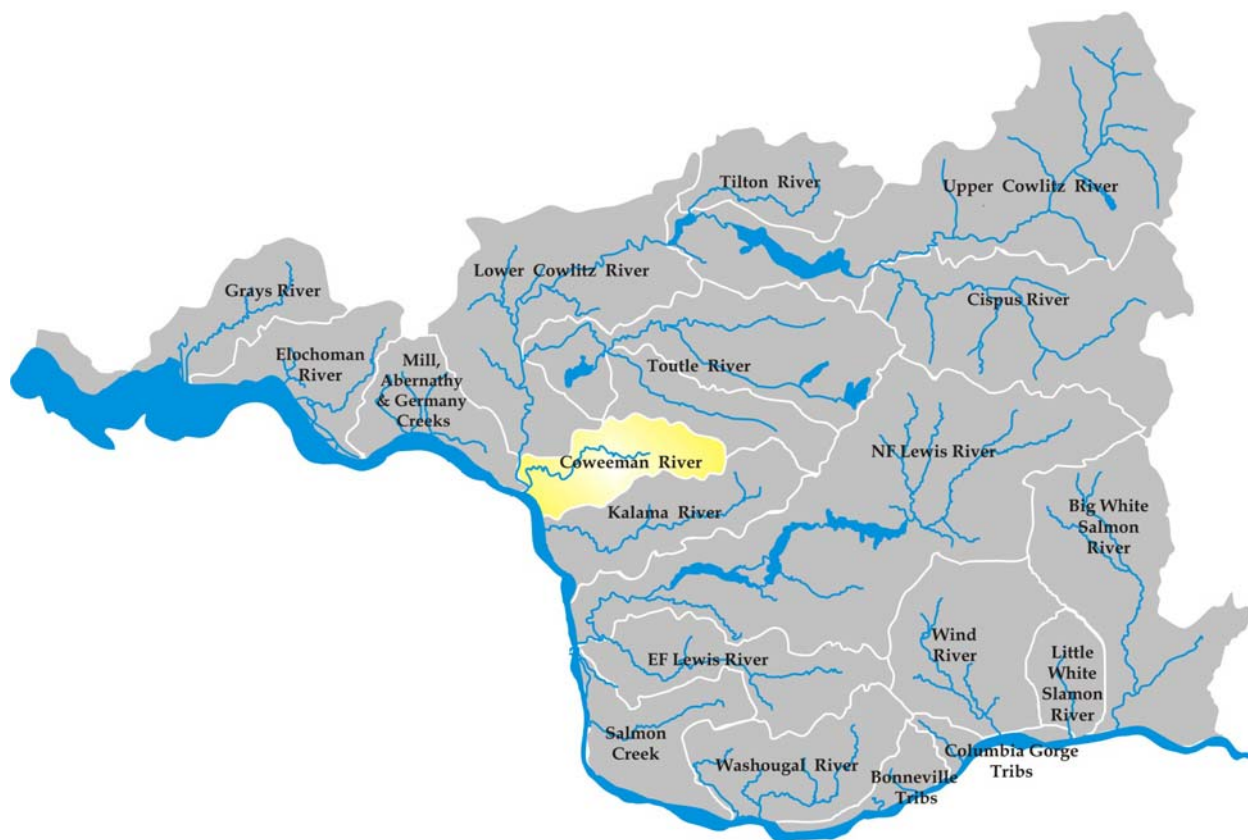 Tilton River
Upper Cowlitz River
Lower Cowlitz River
Grays River
Cispus River
Elochoman
River
Mill,
Abernathy
& Germany
Creeks
Toutle River
Coweeman River
NF Lewis River
Kalama River
Big White
Salmon
River
Wind
River
Little
White
Slamon
River
EF Lewis River
Salmon
Creek
Washougal River
Bonneville
Tribs
Columbia Gorge
Tribs